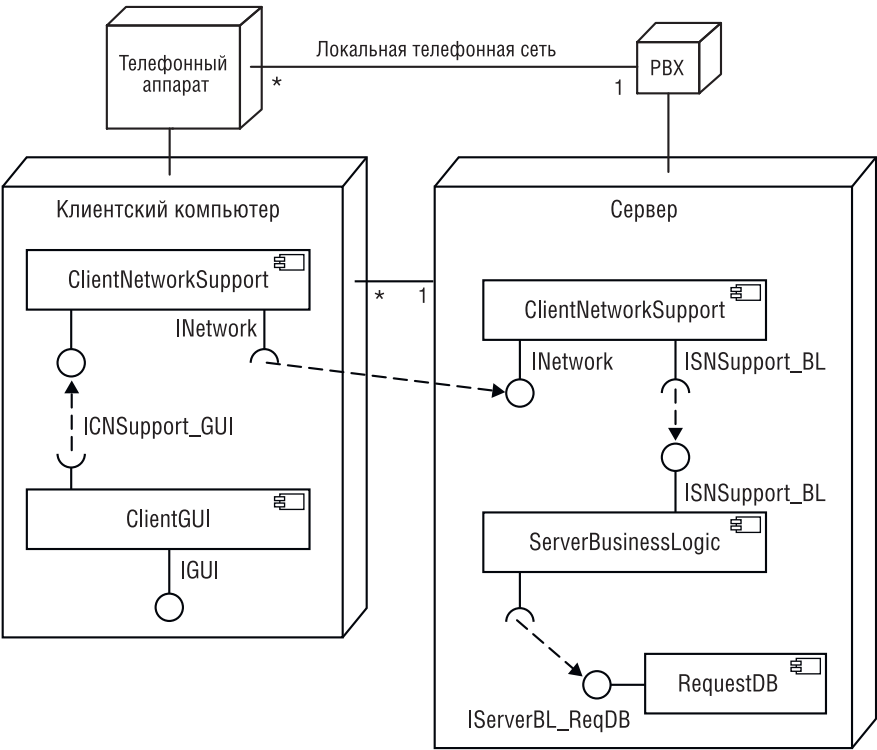 Телефонный
аппарат
Локальная телефонная сеть
*
1
PBX
Клиентский компьютер
ClientNetworkSupport
INetwork
ICNSupport_GUI
ClientGUI
IGUI
*
1
Сервер
ClientNetworkSupport
INetwork
ISNSupport_BL
ISNSupport_BL
ServerBusinessLogic
IServerBL_ReqDB
RequestDB